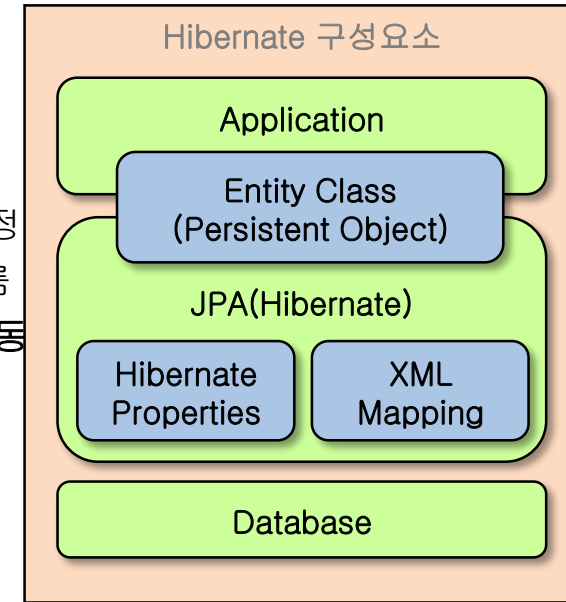 Hibernate 구성요소
Application
Entity Class
(Persistent Object)
JPA(Hibernate)
Hibernate
Properties
XML
Mapping
Database